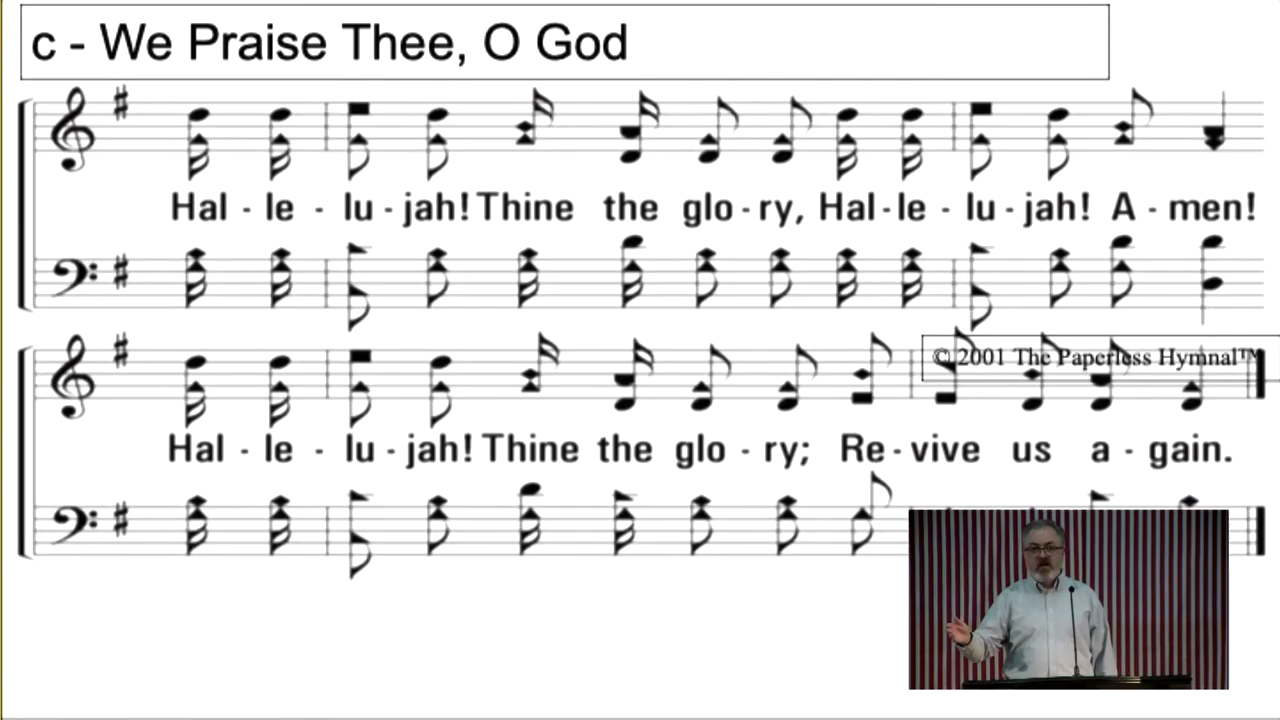 c - We Praise Thee, O God
Hal - le - lu - jah! Thine the glo - ry, Hal - le - lu - jah! A - men!
© 2001 The Paperless Hymnal™
Hal - le - lu - jah! Thine the glo - ry; Re - vive us a - gain.